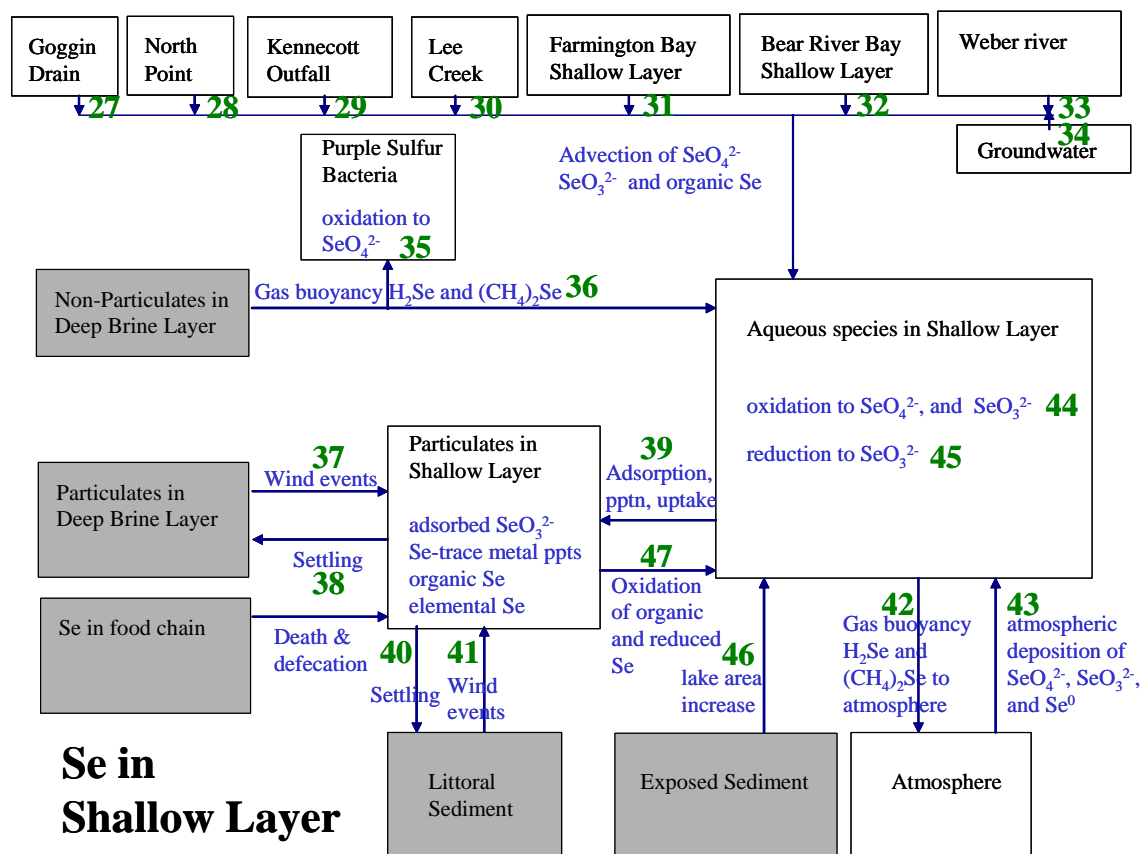 Goggin
Drain
27
North
Point
28
Kennecott
Outfall
29
Lee
Creek
30
Farmington Bay
Shallow Layer
31
Bear River Bay
Shallow Layer
32
Weber river
33
34
Groundwater
Purple Sulfur
Bacteria
oxidation to
SeO₄²⁻ 35
Advection of SeO₄²⁻
SeO₃²⁻ and organic Se
Non-Particulates in
Deep Brine Layer
Gas buoyancy H₂Se and (CH₄)₂Se 36
Aqueous species in Shallow Layer
oxidation to SeO₄²⁻, and SeO₃²⁻ 44
reduction to SeO₃²⁻ 45
Particulates in
Deep Brine Layer
37
Wind events
Settling
38
Particulates in
Shallow Layer
adsorbed SeO₃²⁻
Se-trace metal ppts
organic Se
elemental Se
39
Adsorption,
pptn, uptake
47
Oxidation
of organic
and reduced
Se
Se in food chain
Death &
defecation
40
Settling
41
Wind
events
46
lake area
increase
42
Gas buoyancy
H₂Se and
(CH₄)₂Se to
atmosphere
43
atmospheric
deposition of
SeO₄²⁻, SeO₃²⁻,
and Se⁰
Se in
Shallow Layer
Littoral
Sediment
Exposed Sediment
Atmosphere